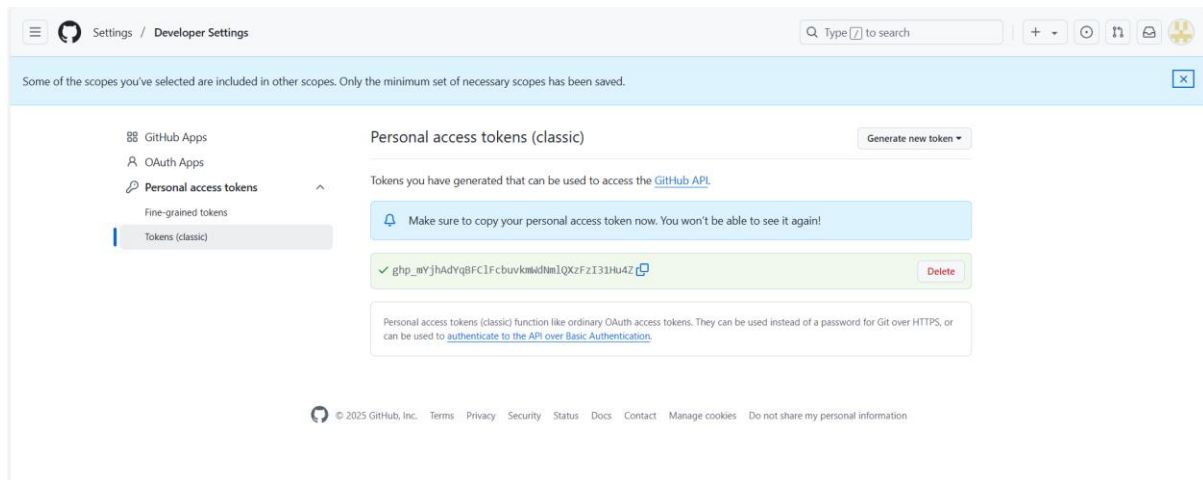 Settings / Developer Settings
Type / to search
Some of the scopes you've selected are included in other scopes. Only the minimum set of necessary scopes has been saved.
GitHub Apps
OAuth Apps
Personal access tokens
Fine-grained tokens
Tokens (classic)
Personal access tokens (classic)
Generate new token
Tokens you have generated that can be used to access the GitHub API.
Make sure to copy your personal access token now. You won't be able to see it again!
Delete
Personal access tokens (classic) function like ordinary OAuth access tokens. They can be used instead of a password for Git over HTTPS, or
can be used to authenticate to the API over Basic Authentication.
© 2025 GitHub, Inc. Terms Privacy Security Status Docs Contact Manage cookies Do not share my personal information